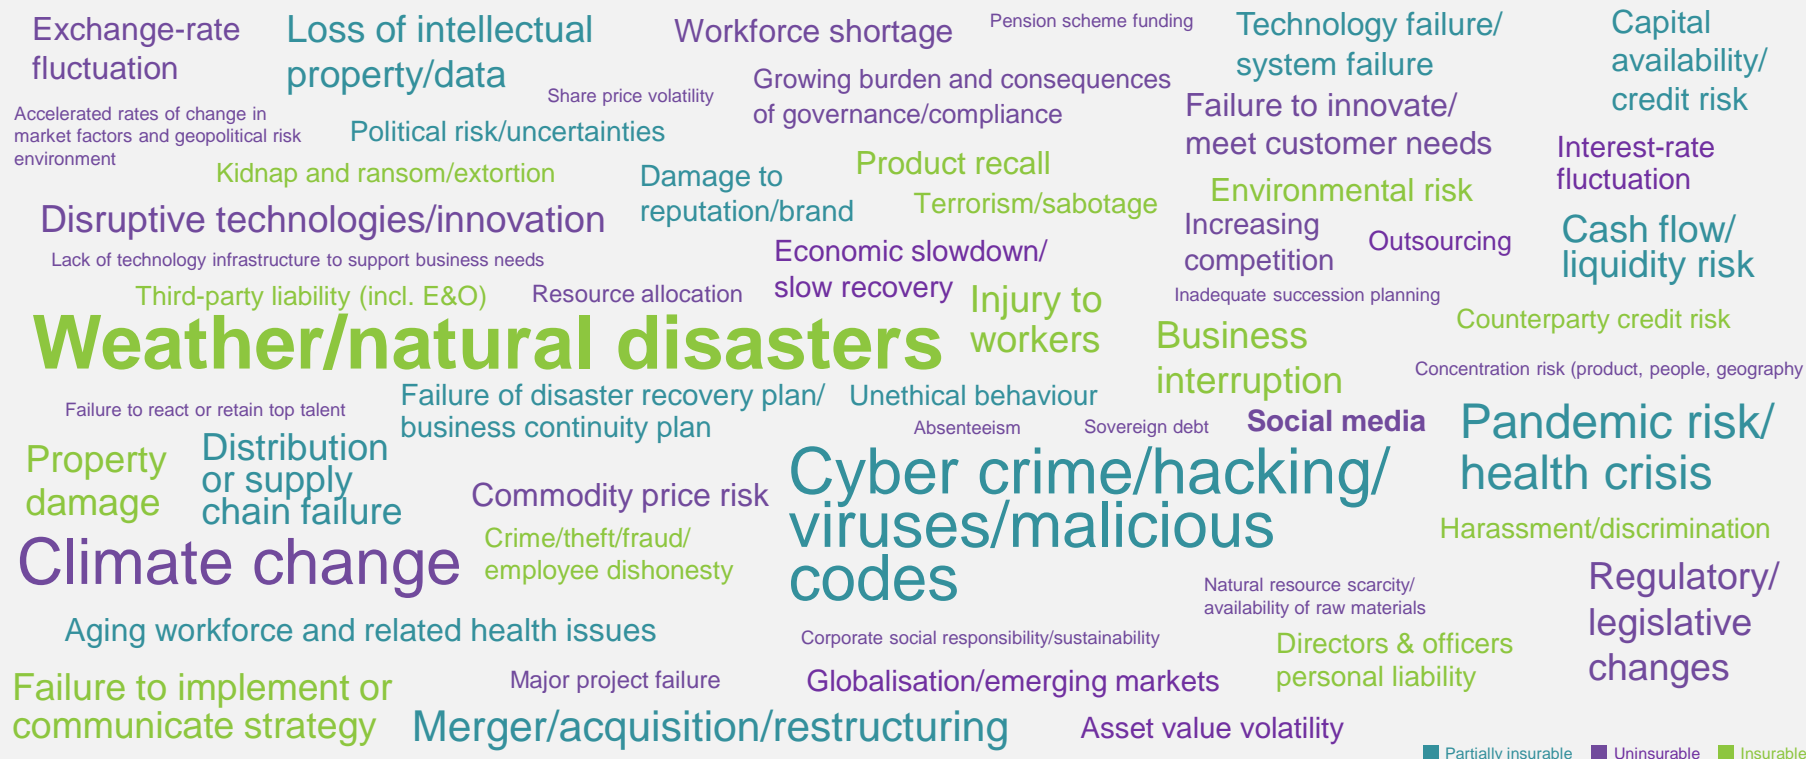 Exchange-rate
fluctuation
Loss of intellectual
property/data
Workforce shortage
Pension scheme funding
Technology failure/
system failure
Capital
availability/
credit risk
Share price volatility
Growing burden and consequences
of governance/compliance
Failure to innovate/
meet customer needs
Accelerated rates of change in
market factors and geopolitical risk
environment
Political risk/uncertainties
Interest-rate
fluctuation
Kidnap and ransom/extortion
Damage to
reputation/brand
Product recall
Terrorism/sabotage
Environmental risk
Disruptive technologies/innovation
Increasing
competition
Outsourcing
Cash flow/
liquidity risk
Lack of technology infrastructure to support business needs
Economic slowdown/
slow recovery
Third-party liability (incl. E&O)
Resource allocation
Injury to
workers
Inadequate succession planning
Weather/natural disasters
Business
interruption
Counterparty credit risk
Concentration risk (product, people, geography
Failure to react or retain top talent
Failure of disaster recovery plan/
business continuity plan
Unethical behaviour
Absenteeism
Sovereign debt
Social media
Pandemic risk/
health crisis
Property
damage
Distribution
or supply
chain failure
Commodity price risk
Cyber crime/hacking/
viruses/malicious
codes
Climate change
Crime/theft/fraud/
employee dishonesty
Harassment/discrimination
Natural resource scarcity/
availability of raw materials
Regulatory/
legislative
changes
Aging workforce and related health issues
Corporate social responsibility/sustainability
Directors & officers
personal liability
Failure to implement or
communicate strategy
Major project failure
Globalisation/emerging markets
Merger/acquisition/restructuring
Asset value volatility
Partially insurable
Uninsurable
Insurable